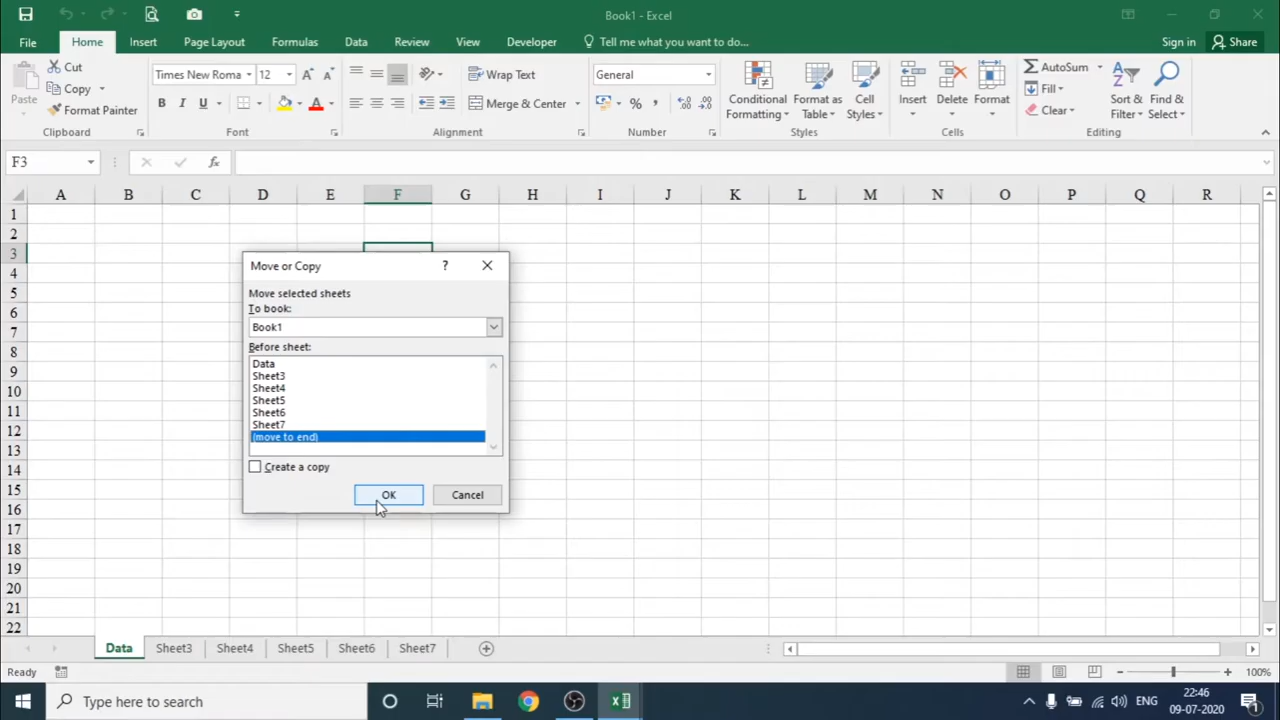 Book1 - Excel
Sign in
Share
File
Home
Insert
Page Layout
Formulas
Data
Review
View
Developer
Tell me what you want to do...
Paste
Cut
Copy
Format Painter
Clipboard
Times New Roma
12
B I U
A
Font
Wrap Text
Merge & Center
Alignment
General
%
Number
Conditional
Formatting
Format as
Table
Cell
Styles
Styles
Insert
Delete
Format
Cells
AutoSum
Fill
Clear
Sort &
Filter
Find &
Select
Editing
F3
fx
A B C D E F G H I J K L M N O P Q R
1
2
3
4
5
6
7
8
9
10
11
12
13
14
15
16
17
18
19
20
21
22
Move or Copy
?
Move selected sheets
To book:
Book1
Before sheet:
Data
Sheet3
Sheet4
Sheet5
Sheet6
Sheet7
(move to end)
Create a copy
OK
Cancel
Data
Sheet3
Sheet4
Sheet5
Sheet6
Sheet7
Ready
100%
Type here to search
ENG
22:46
09-07-2020
1